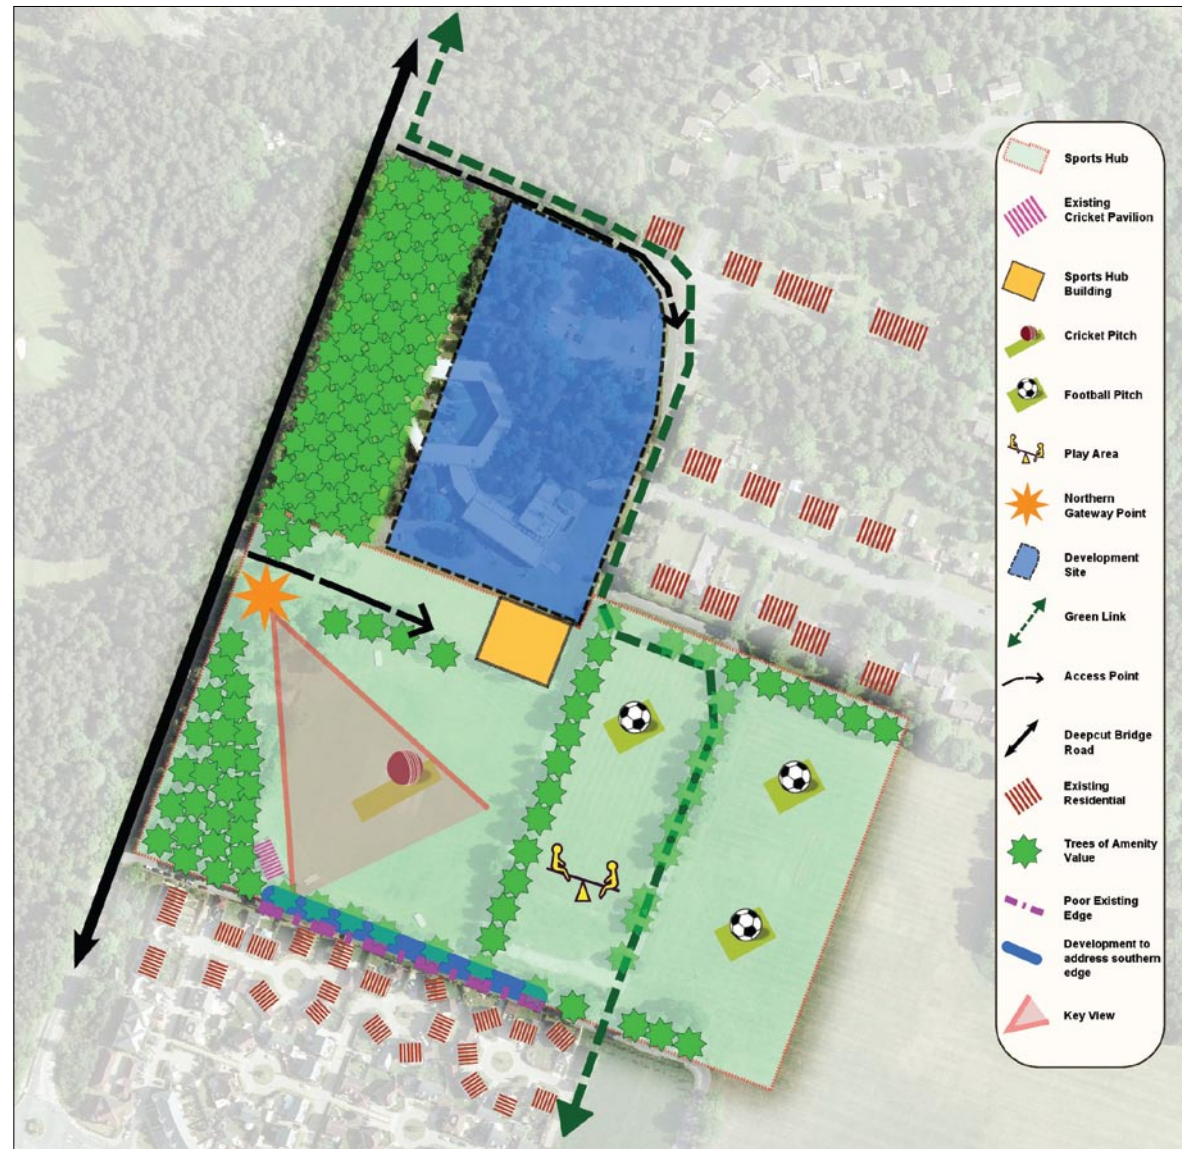 Sports Hub
Existing
Cricket Pavilion
Sports Hub
Building
Cricket Pitch
Football Pitch
Play Area
Northern
Gateway Point
Development
Site
Green Link
Access Point
Deepcut Bridge
Road
Existing
Residential
Trees of Amenity
Value
Poor Existing
Edge
Development to
address southern
edge
Key View